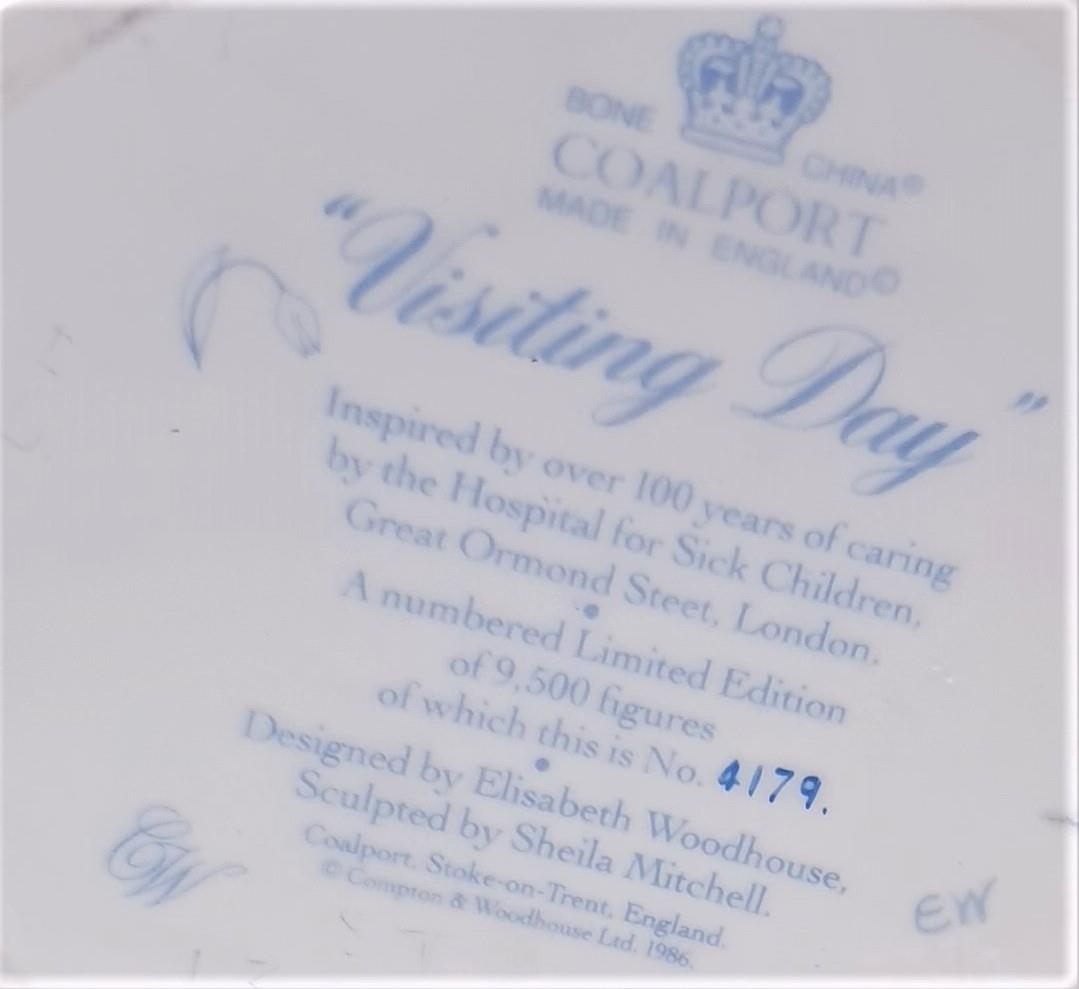 BONE CHINA®
COALPORT
MADE IN ENGLAND©
"Visiting Day"
Inspired by over 100 years of caring
by the Hospital for Sick Children,
Great Ormond Steet, London.
A numbered Limited Edition
of 9,500 figures
of which this is No. 4179.
Designed by Elisabeth Woodhouse,
Sculpted by Sheila Mitchell.
Coalport, Stoke-on-Trent, England.
© Compton & Woodhouse Ltd. 1986.
EW
EW